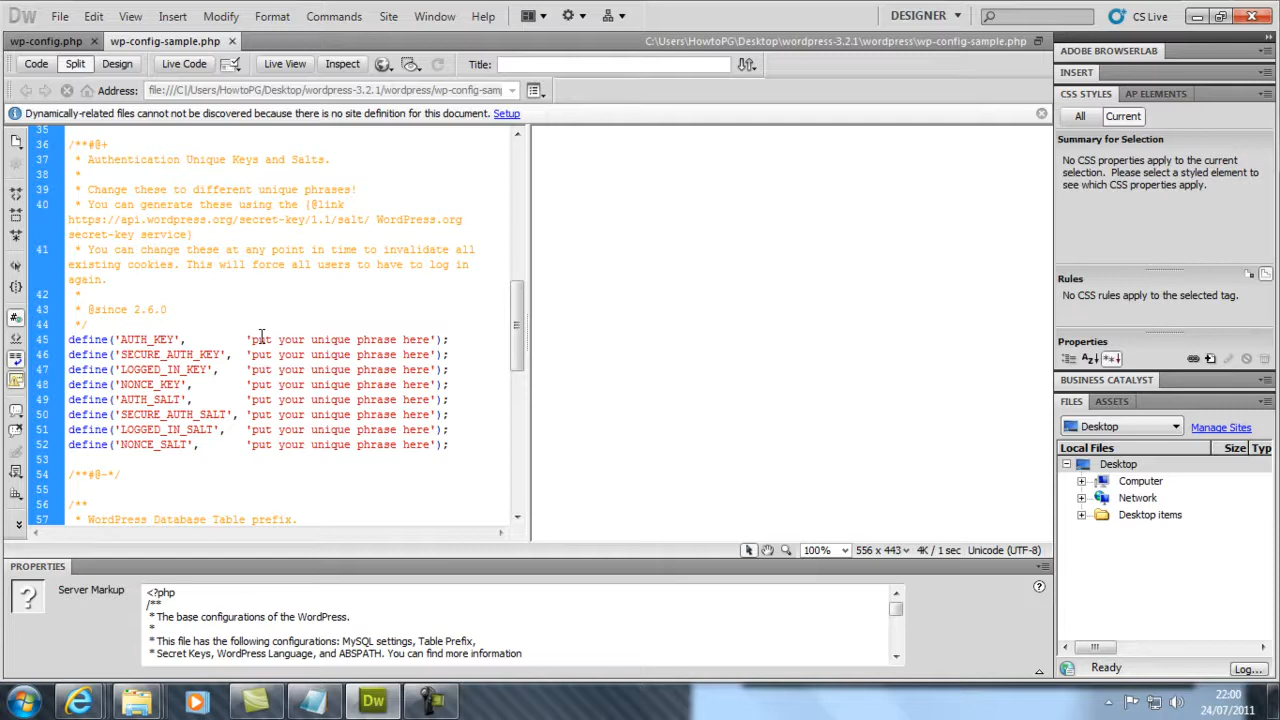 Dw File Edit View Insert Modify Format Commands Site Window Help DESIGNER CS Live
wp-config.php wp-config-sample.php C:\Users\HowtoPG\Desktop\wordpress-3.2.1\wordpress\wp-config-sample.php
Code Split Design Live Code Live View Inspect Title:
Address: file:///C|/Users/HowtoPG/Desktop/wordpress-3.2.1/wordpress/wp-config-samp
Dynamically-related files cannot not be discovered because there is no site definition for this document. Setup
35
36 /**#@+
37 * Authentication Unique Keys and Salts.
38 *
39 * Change these to different unique phrases!
40 * You can generate these using the {@link
https://api.wordpress.org/secret-key/1.1/salt/ WordPress.org
secret-key service}
41 * You can change these at any point in time to invalidate all
existing cookies. This will force all users to have to log in
again.
42 *
43 * @since 2.6.0
44 */
45 define('AUTH_KEY', 'put your unique phrase here');
46 define('SECURE_AUTH_KEY', 'put your unique phrase here');
47 define('LOGGED_IN_KEY', 'put your unique phrase here');
48 define('NONCE_KEY', 'put your unique phrase here');
49 define('AUTH_SALT', 'put your unique phrase here');
50 define('SECURE_AUTH_SALT', 'put your unique phrase here');
51 define('LOGGED_IN_SALT', 'put your unique phrase here');
52 define('NONCE_SALT', 'put your unique phrase here');
53
54 /**#@-*/
55
56 /**
57 * WordPress Database Table prefix.
100% 556 x 443 4K / 1 sec Unicode (UTF-8)
PROPERTIES
Server Markup
<?php
/**
* The base configurations of the WordPress.
*
* This file has the following configurations: MySQL settings, Table Prefix,
* Secret Keys, WordPress Language, and ABSPATH. You can find more information
ADOBE BROWSERLAB
INSERT
CSS STYLES AP ELEMENTS
All Current
Summary for Selection
No CSS properties apply to the current
selection. Please select a styled element
to see which CSS properties apply.
Rules
No CSS rules apply to the selected tag.
Properties
BUSINESS CATALYST
FILES ASSETS
Desktop Manage Sites
Local Files Size Typ
Desktop
Computer
Network
Desktop items
Ready Log...
Dw
22:00
24/07/2011